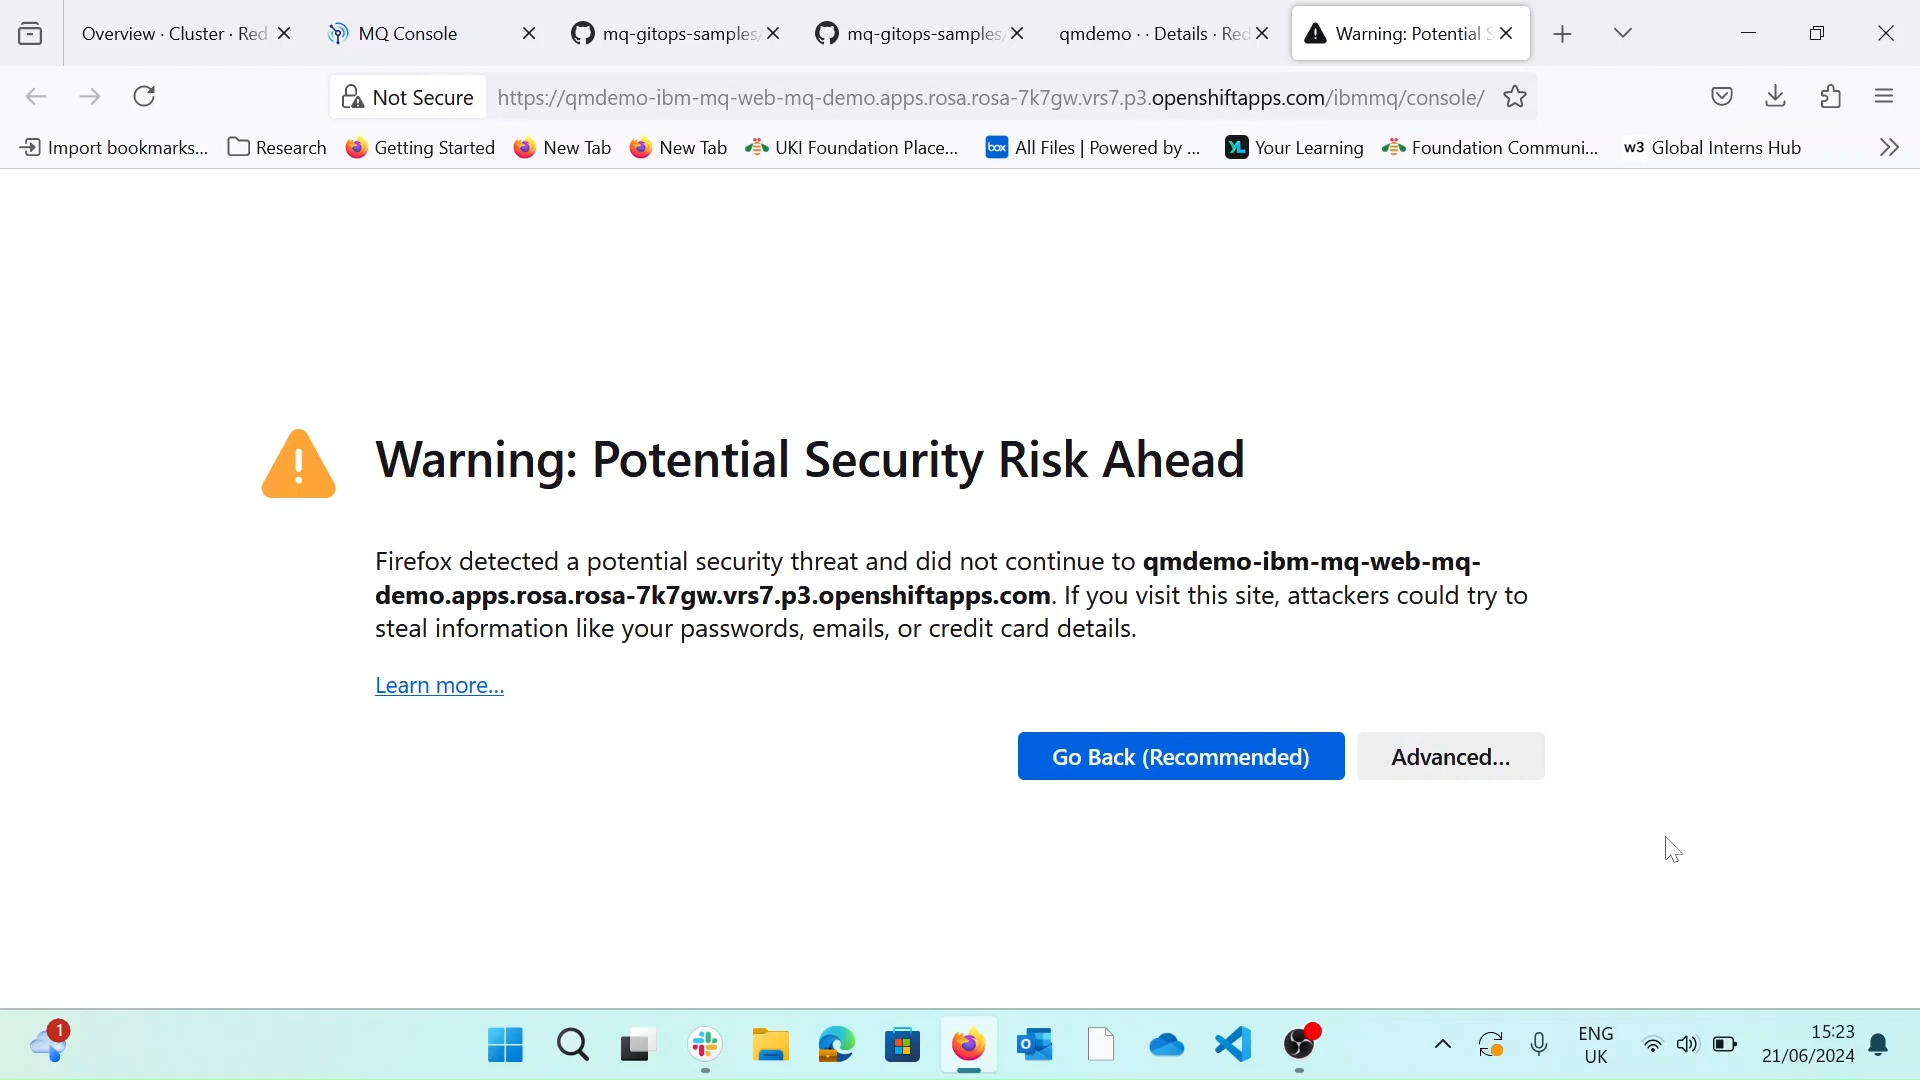 Overview · Cluster · Red
MQ Console
mq-gitops-samples/
mq-gitops-samples/
qmdemo · · Details · Red
Warning: Potential S
Not Secure
https://qmdemo-ibm-mq-web-mq-demo.apps.rosa.rosa-7k7gw.vrs7.p3.openshiftapps.com/ibmmq/console/
Import bookmarks...
Research
Getting Started
New Tab
New Tab
UKI Foundation Place...
box
All Files | Powered by ...
YL
Your Learning
Foundation Communi...
w3
Global Interns Hub
Warning: Potential Security Risk Ahead
Firefox detected a potential security threat and did not continue to qmdemo-ibm-mq-web-mq-
demo.apps.rosa.rosa-7k7gw.vrs7.p3.openshiftapps.com. If you visit this site, attackers could try to
steal information like your passwords, emails, or credit card details.
Learn more...
Go Back (Recommended)
Advanced...
1
ENG
UK
15:23
21/06/2024